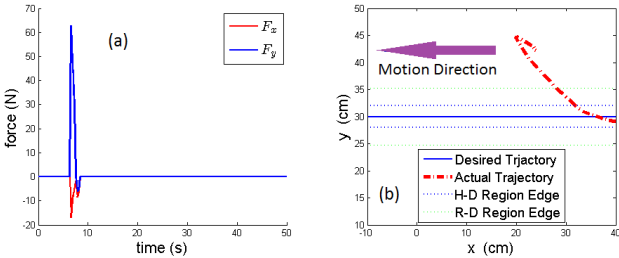 70
60
50
40
30
20
10
0
-10
-20
force (N)
(a)
Fx
Fy
0 10 20 30 40 50
time (s)
50
45
40
35
30
25
20
15
10
y (cm)
Motion Direction
Desired Trjactory
Actual Trajectory
H-D Region Edge
R-D Region Edge
(b)
-10 0 10 20 30 40
x (cm)